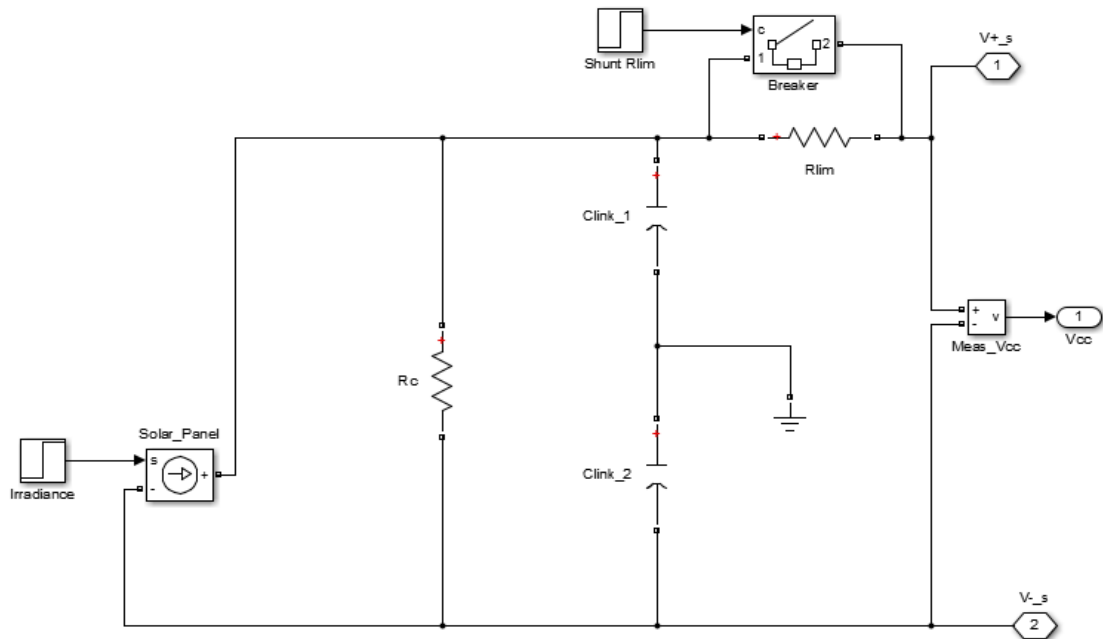 Shunt Rlim
c
1
2
Breaker
V+_s
1
Rlim
Clink_1
+
-
v
Meas_Vcc
1
Vcc
Rc
Solar_Panel
s
-
+
Irradiance
Clink_2
V-_s
2